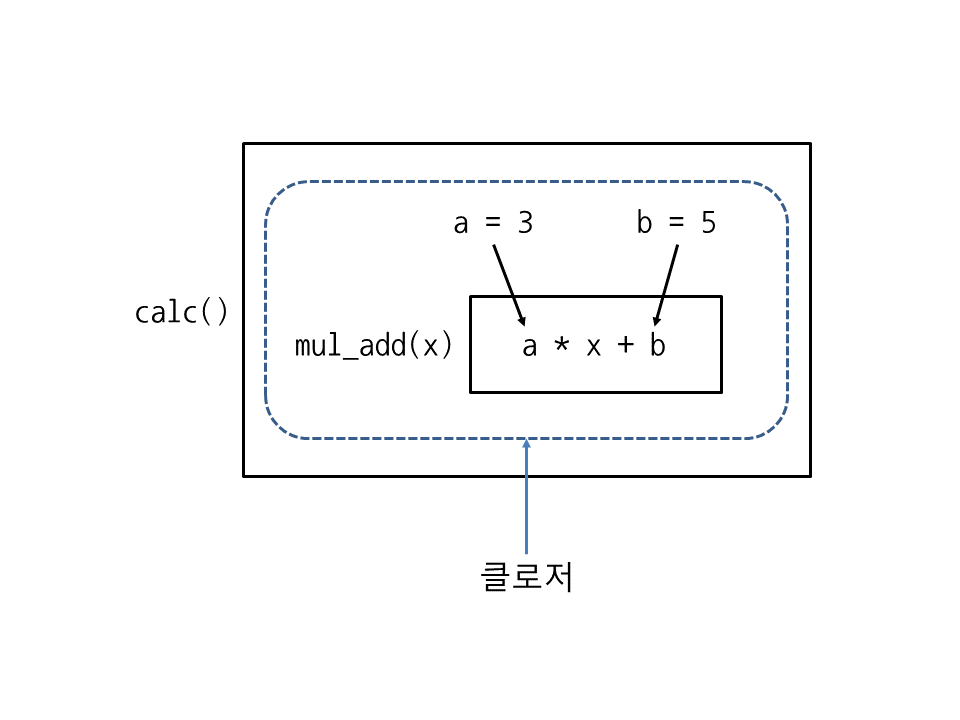 a = 3
b = 5
calc()
mul_add(x)
a * x + b
클로저